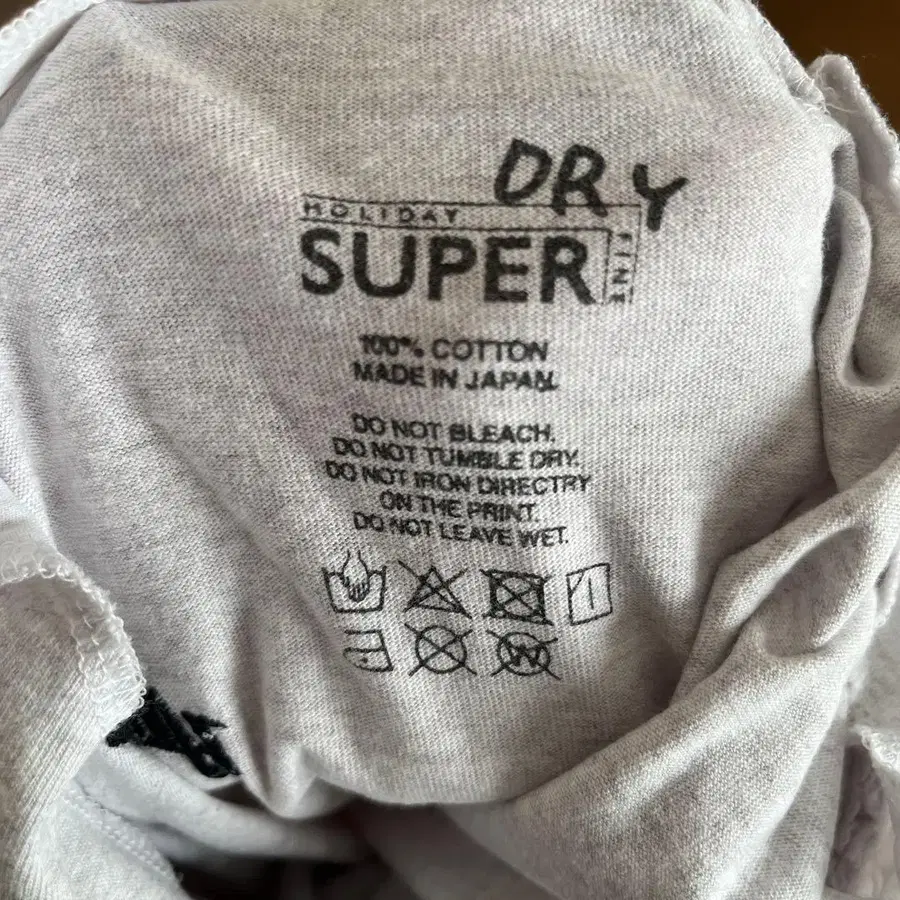 DRY
HOLIDAY
SUPER
100% COTTON
MADE IN JAPAN.
DO NOT BLEACH.
DO NOT TUMBLE DRY.
DO NOT IRON DIRECTRY
ON THE PRINT.
DO NOT LEAVE WET.
W